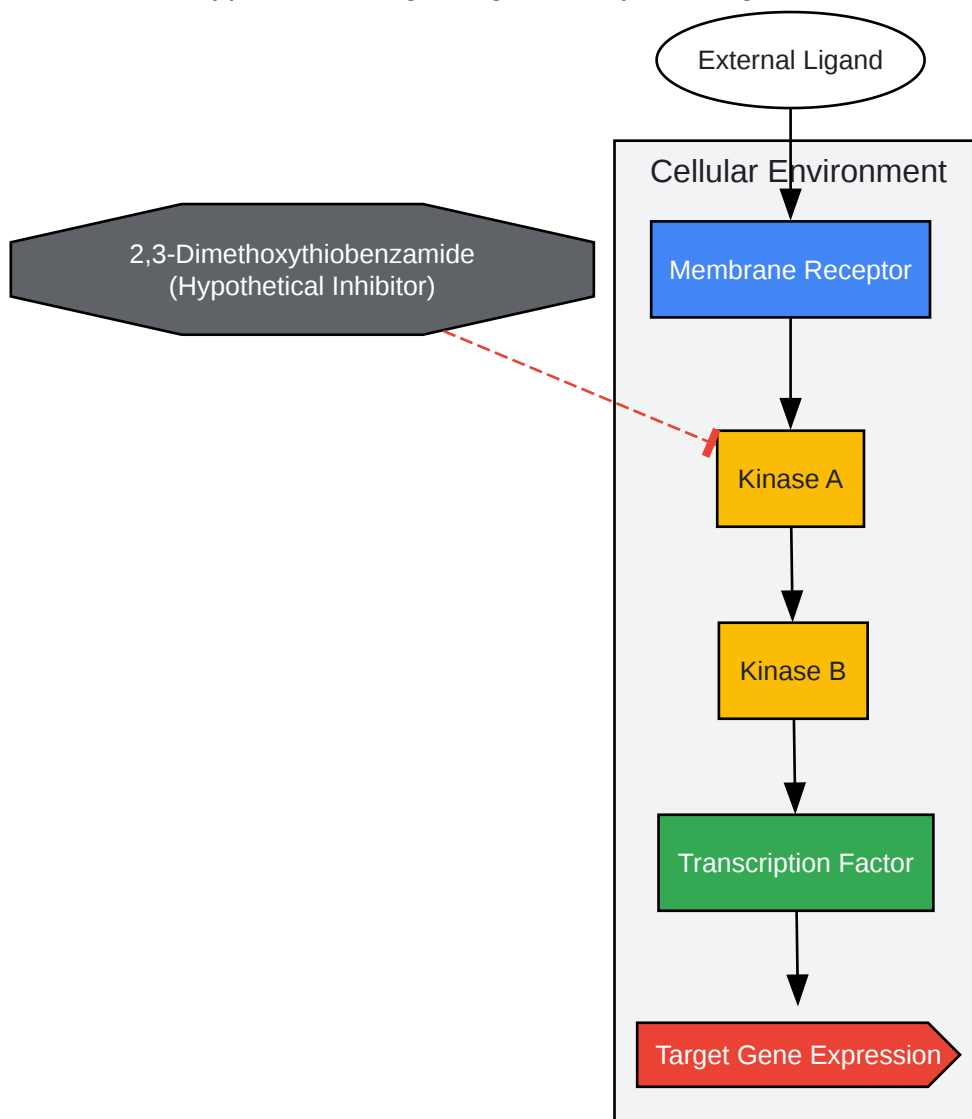 External Ligand
Cellular Environment
2,3-Dimethoxythiobenzamide
(Hypothetical Inhibitor)
Membrane Receptor
Kinase A
Kinase B
Transcription Factor
Target Gene Expression